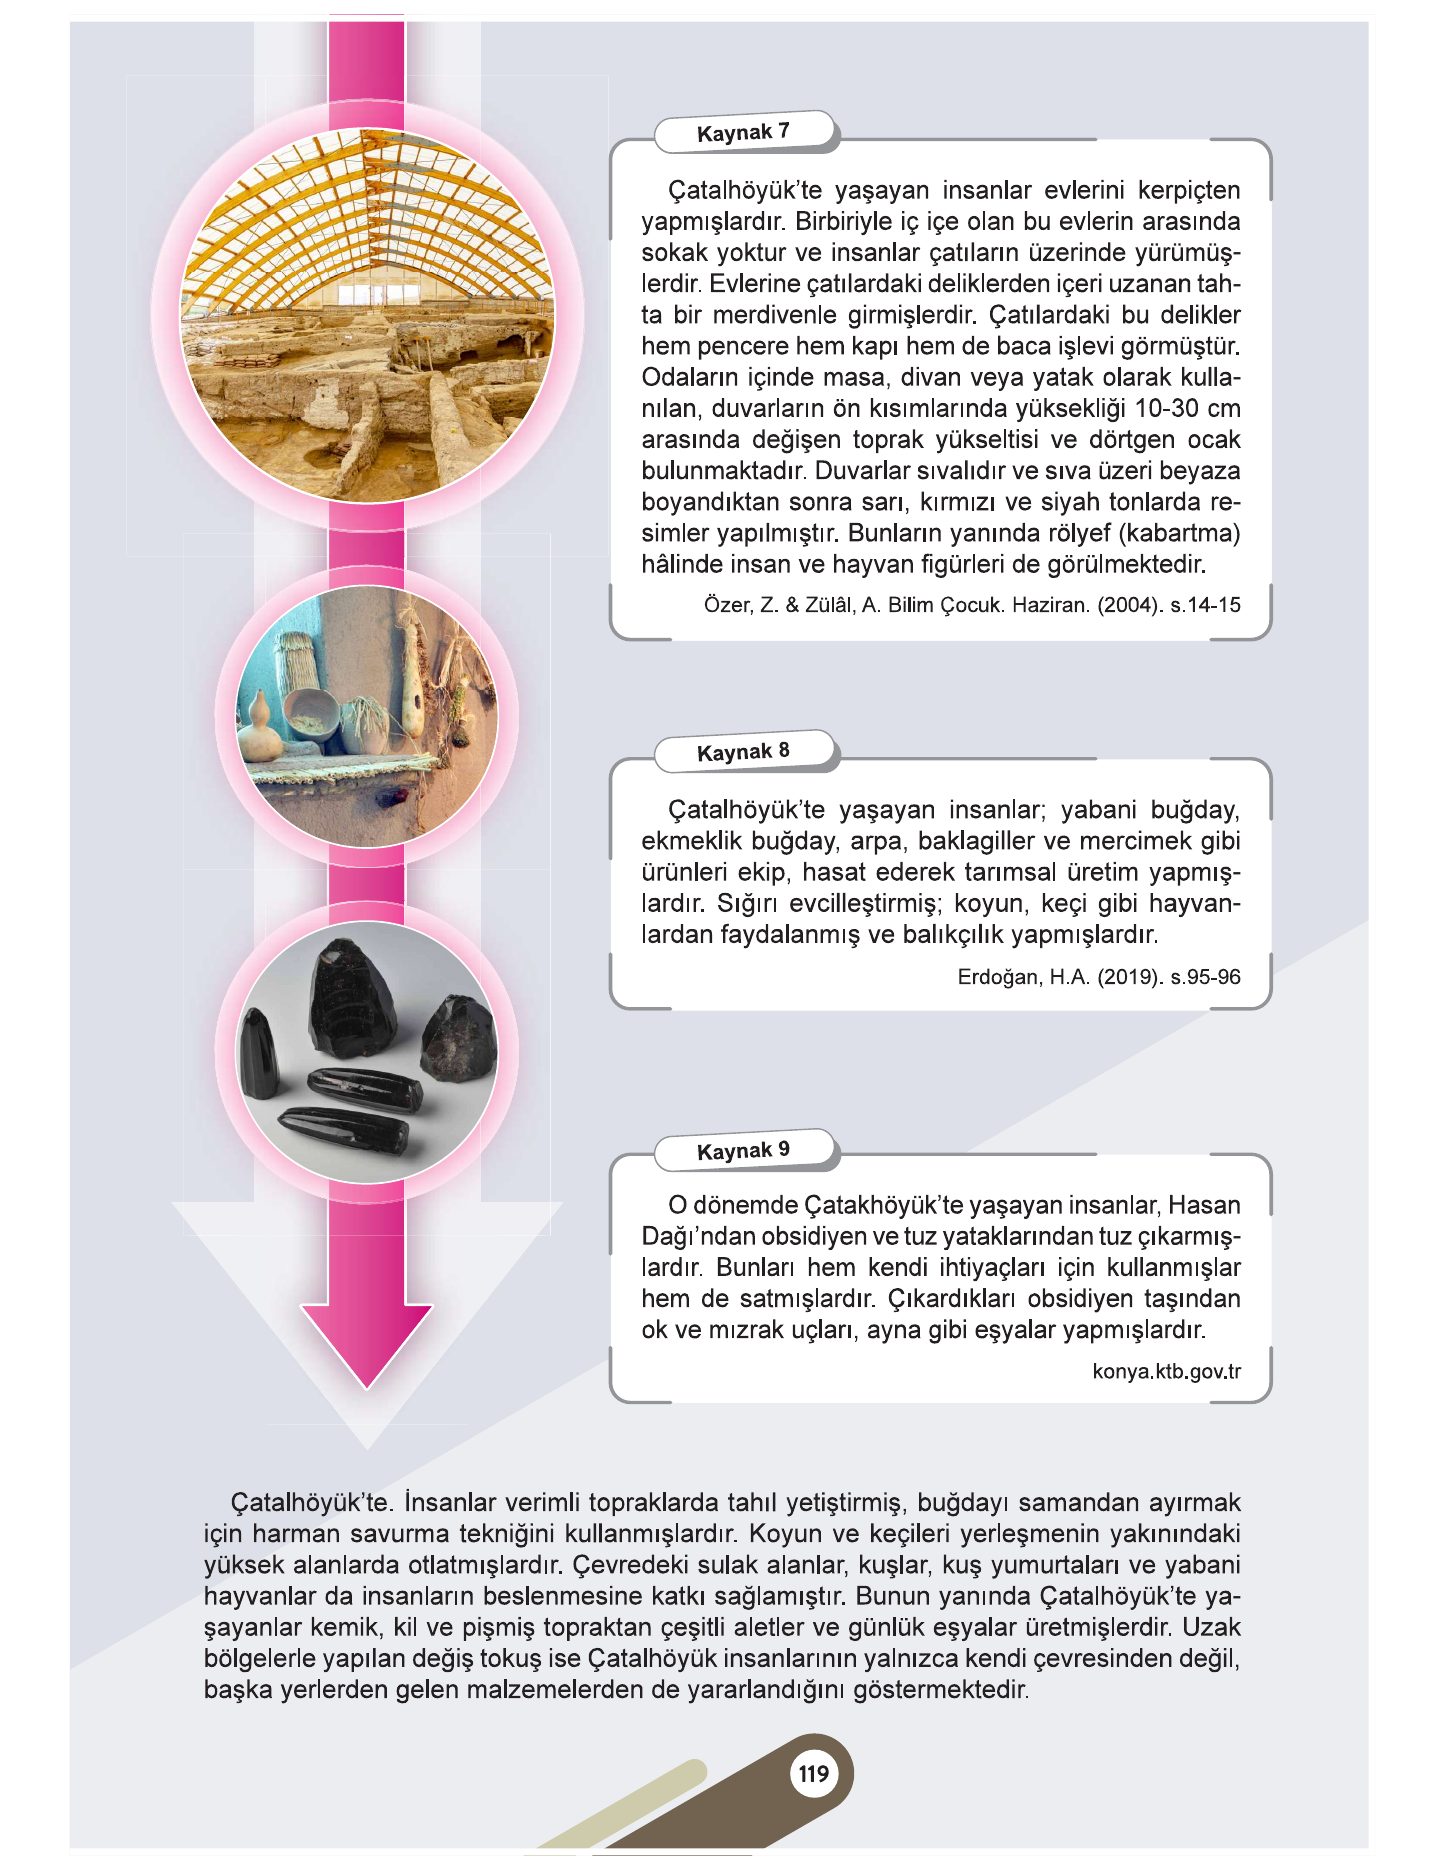 Kaynak 7
Çatalhöyük’te yaşayan insanlar evlerini kerpiçten
yapmışlardır. Birbiriyle iç içe olan bu evlerin arasında
sokak yoktur ve insanlar çatıların üzerinde yürümüş-
lerdir. Evlerine çatılardaki deliklerden içeri uzanan tah-
ta bir merdivenle girmişlerdir. Çatılardaki bu delikler
hem pencere hem kapı hem de baca işlevi görmüştür.
Odaların içinde masa, divan veya yatak olarak kulla-
nılan, duvarların ön kısımlarında yüksekliği 10-30 cm
arasında değişen toprak yükseltisi ve dörtgen ocak
bulunmaktadır. Duvarlar sıvalıdır ve sıva üzeri beyaza
boyandıktan sonra sarı, kırmızı ve siyah tonlarda re-
simler yapılmıştır. Bunların yanında rölyef (kabartma)
hâlinde insan ve hayvan figürleri de görülmektedir.
Özer, Z. & Zülâl, A. Bilim Çocuk. Haziran. (2004). s.14-15
Kaynak 8
Çatalhöyük’te yaşayan insanlar; yabani buğday,
ekmeklik buğday, arpa, baklagiller ve mercimek gibi
ürünleri ekip, hasat ederek tarımsal üretim yapmış-
lardır. Sığırı evcilleştirmiş; koyun, keçi gibi hayvan-
lardan faydalanmış ve balıkçılık yapmışlardır.
Erdoğan, H.A. (2019). s.95-96
Kaynak 9
O dönemde Çatakhöyük’te yaşayan insanlar, Hasan
Dağı’ndan obsidiyen ve tuz yataklarından tuz çıkarmış-
lardır. Bunları hem kendi ihtiyaçları için kullanmışlar
hem de satmışlardır. Çıkardıkları obsidiyen taşından
ok ve mızrak uçları, ayna gibi eşyalar yapmışlardır.
konya.ktb.gov.tr
Çatalhöyük’te. İnsanlar verimli topraklarda tahıl yetiştirmiş, buğdayı samandan ayırmak
için harman savurma tekniğini kullanmışlardır. Koyun ve keçileri yerleşmenin yakınındaki
yüksek alanlarda otlatmışlardır. Çevredeki sulak alanlar, kuşlar, kuş yumurtaları ve yabani
hayvanlar da insanların beslenmesine katkı sağlamıştır. Bunun yanında Çatalhöyük’te ya-
şayanlar kemik, kil ve pişmiş topraktan çeşitli aletler ve günlük eşyalar üretmişlerdir. Uzak
bölgelerle yapılan değiş tokuş ise Çatalhöyük insanlarının yalnızca kendi çevresinden değil,
başka yerlerden gelen malzemelerden de yararlandığını göstermektedir.
119